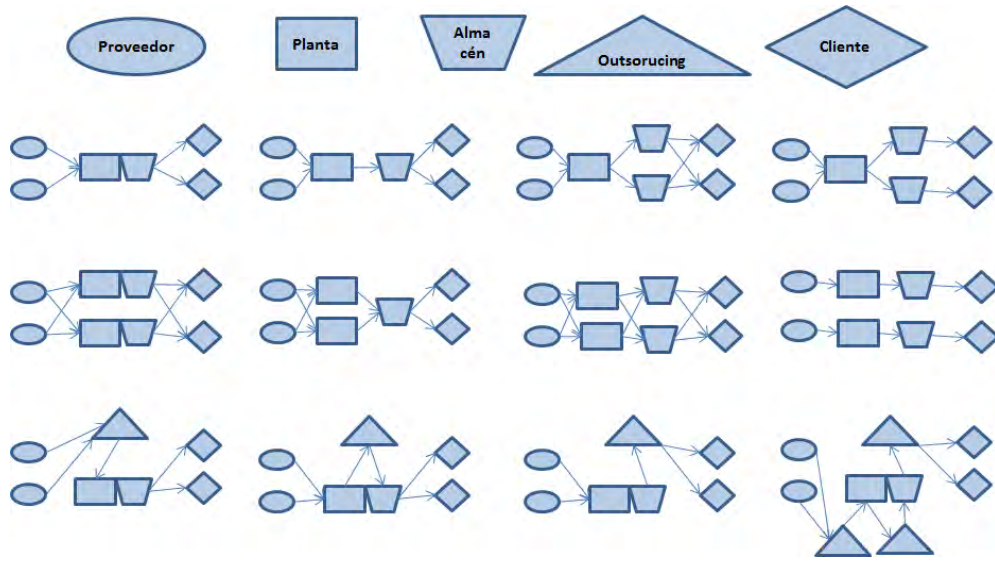 Proveedor
Planta
Alma
cén
Outsorucing
Cliente